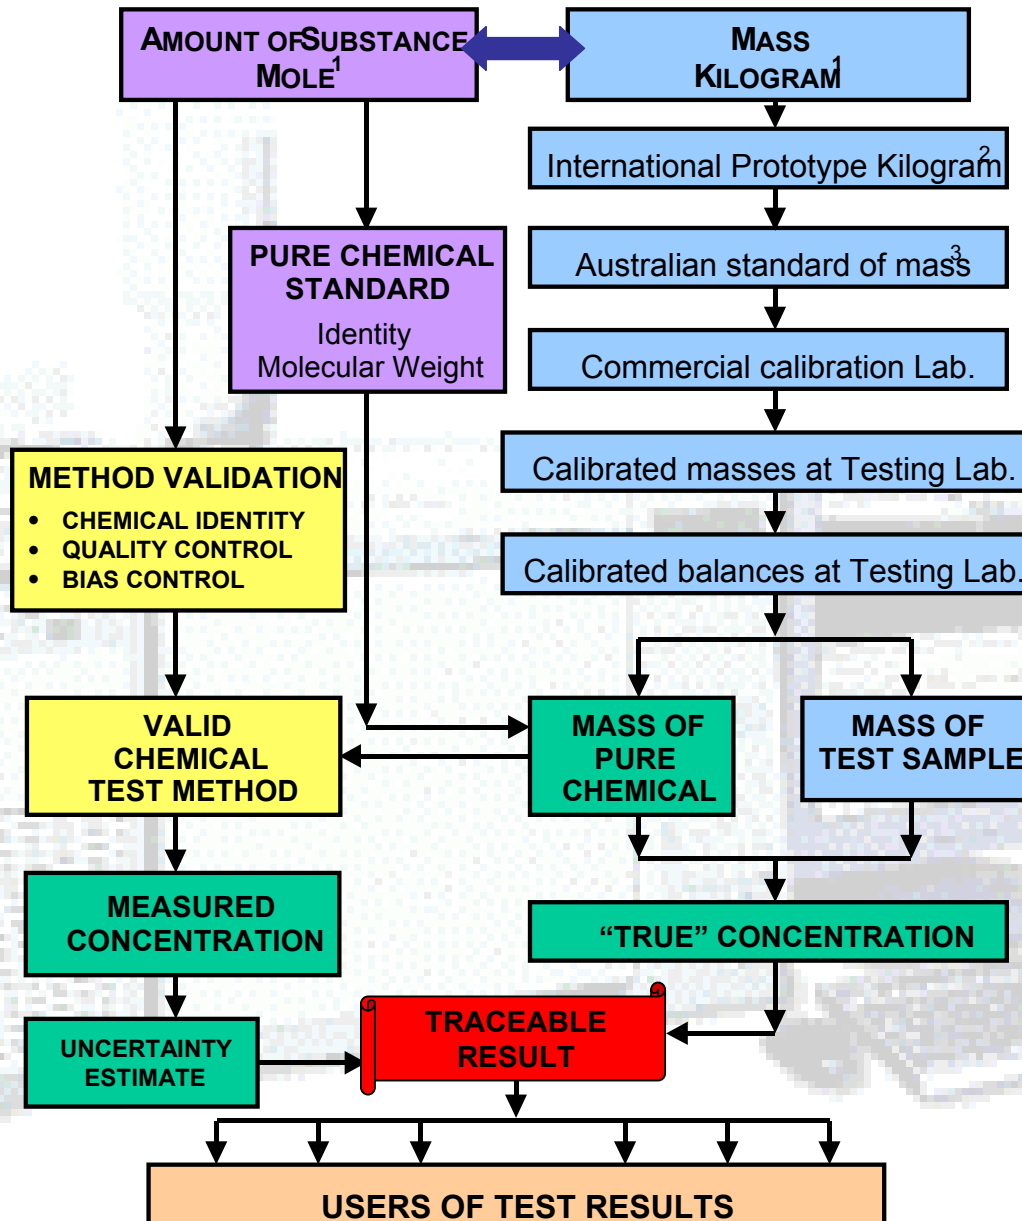 AMOUNT OF SUBSTANCE
MOLE1
MASS
KILOGRAM1
International Prototype Kilogram2
PURE CHEMICAL
STANDARD
Identity
Molecular Weight
Australian standard of mass3
Commercial calibration Lab.
METHOD VALIDATION
• CHEMICAL IDENTITY
• QUALITY CONTROL
• BIAS CONTROL
Calibrated masses at Testing Lab.
Calibrated balances at Testing Lab.
VALID
CHEMICAL
TEST METHOD
MASS OF
PURE
CHEMICAL
MASS OF
TEST SAMPLE
MEASURED
CONCENTRATION
“TRUE” CONCENTRATION
UNCERTAINTY
ESTIMATE
TRACEABLE
RESULT
USERS OF TEST RESULTS